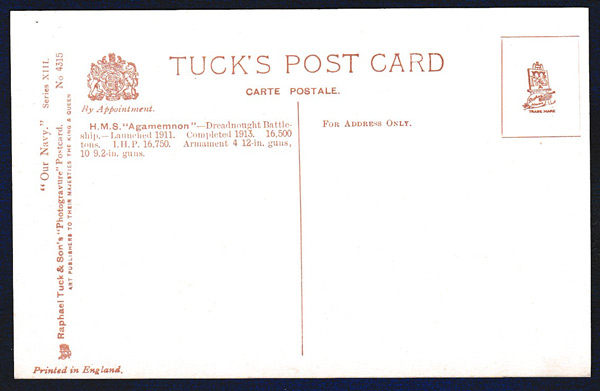 TUCK'S POST CARD
CARTE POSTALE.
By Appointment.
H.M.S. "Agamemnon"—Dreadnought Battle-
ship.—Launched 1911. Completed 1913. 16,500
tons. I.H.P. 16,750. Armament 4 12-in. guns,
10 9.2-in. guns.
FOR ADDRESS ONLY.
TRADE MARK
"Our Navy." Series XIII.
No 4315
Raphael Tuck & Son's "Photogravure" Postcard.
ART PUBLISHERS TO THEIR MAJESTIES THE KING & QUEEN
Printed in England.